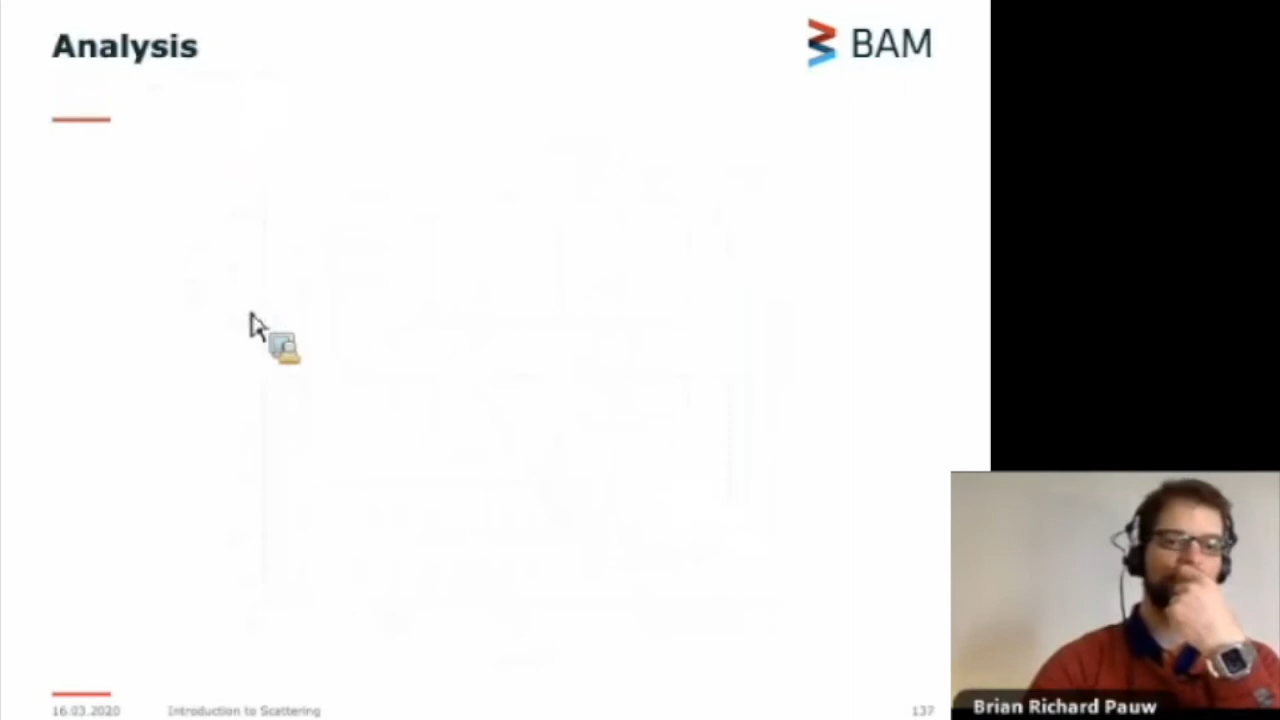 Analysis
BAM
16.03.2020
Introduction to Scattering
137
Brian Richard Pauw